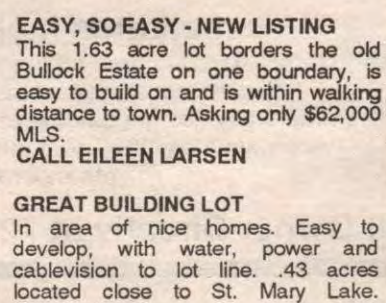 EASY, SO EASY - NEW LISTING
This 1.63 acre lot borders the old
Bullock Estate on one boundary, is
easy to build on and is within walking
distance to town. Asking only $62,000
MLS.
CALL EILEEN LARSEN
GREAT BUILDING LOT
In area of nice homes. Easy to
develop, with water, power and
cablevision to lot line. .43 acres
located close to St. Mary Lake.